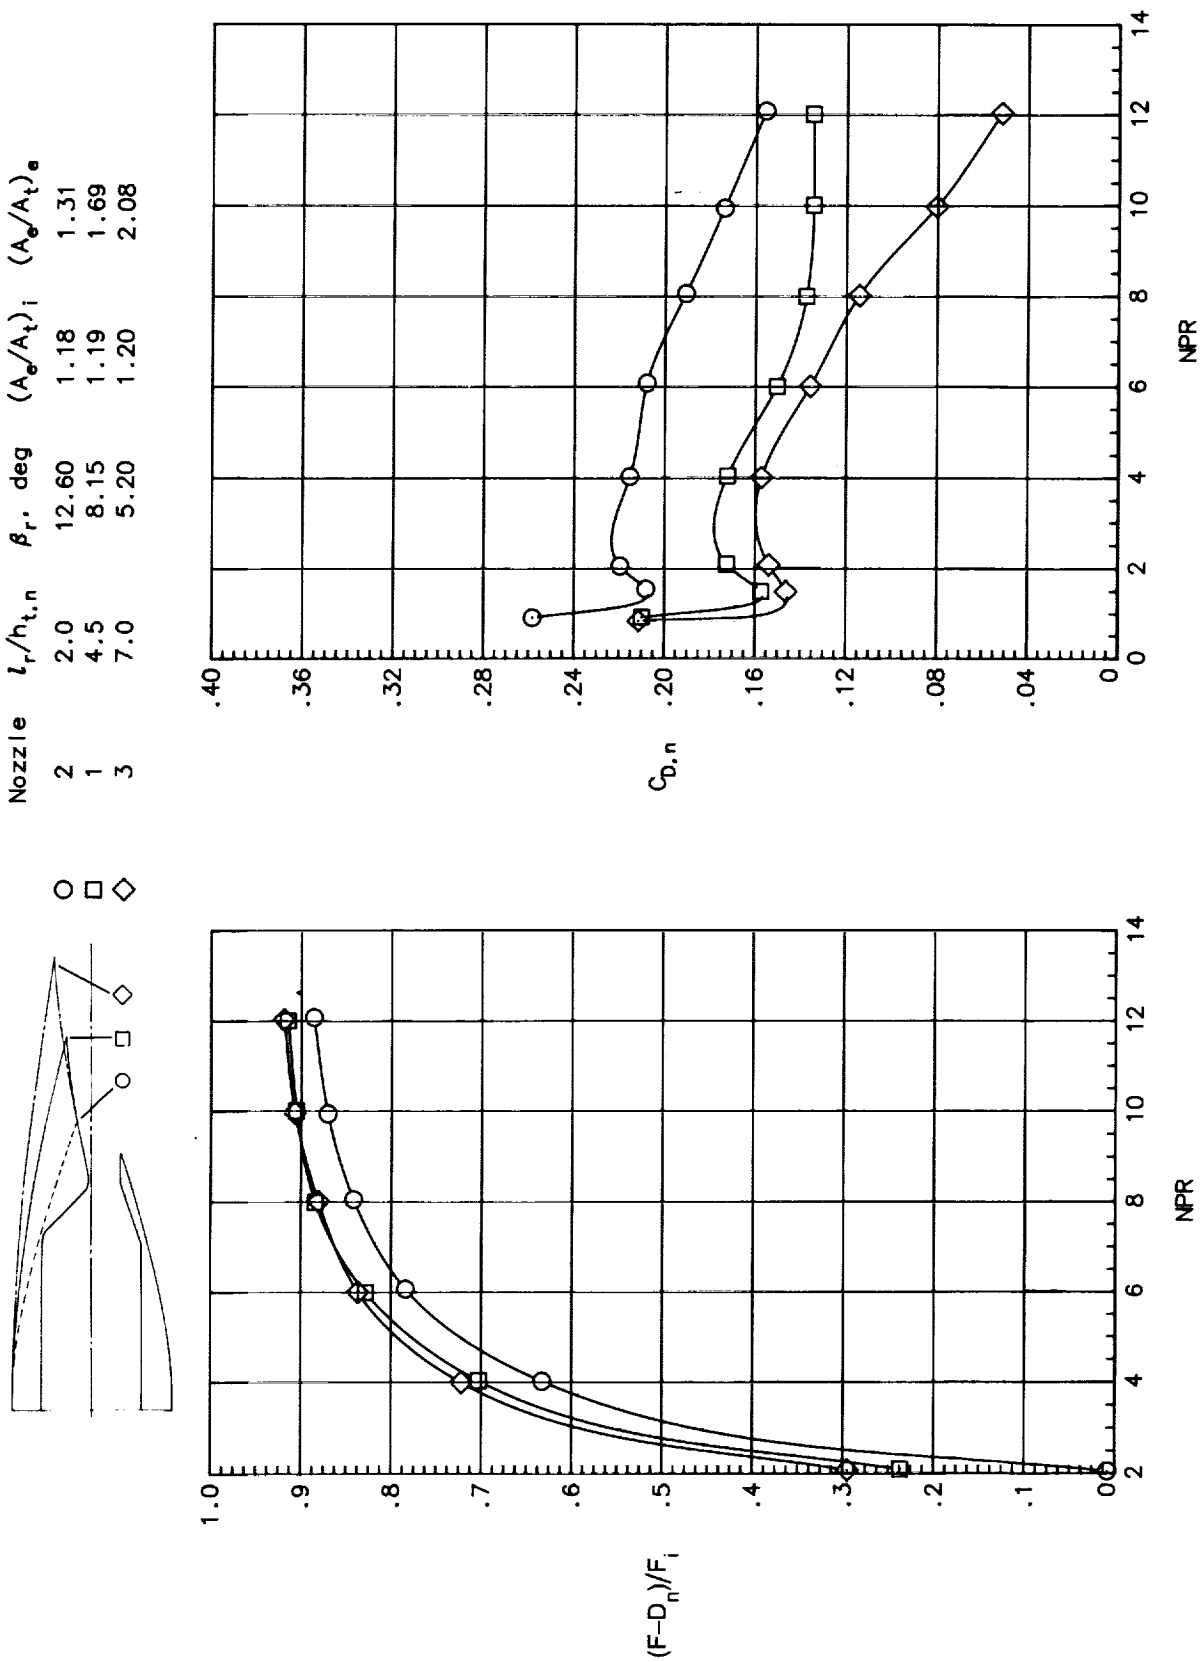 Nozzle l_r/h_t,n β_r, deg (A_e/A_t)_i (A_e/A_t)_e
2 2.0 12.60 1.18 1.31
1 4.5 8.15 1.19 1.69
3 7.0 5.20 1.20 2.08
1.0
.9
.8
.7
.6
.5
.4
.3
.2
.1
0
(F-D_n)/F_i
2 4 6 8 10 12 14
NPR
.40
.36
.32
.28
.24
.20
.16
.12
.08
.04
0
C_D,n
0 2 4 6 8 10 12 14
NPR